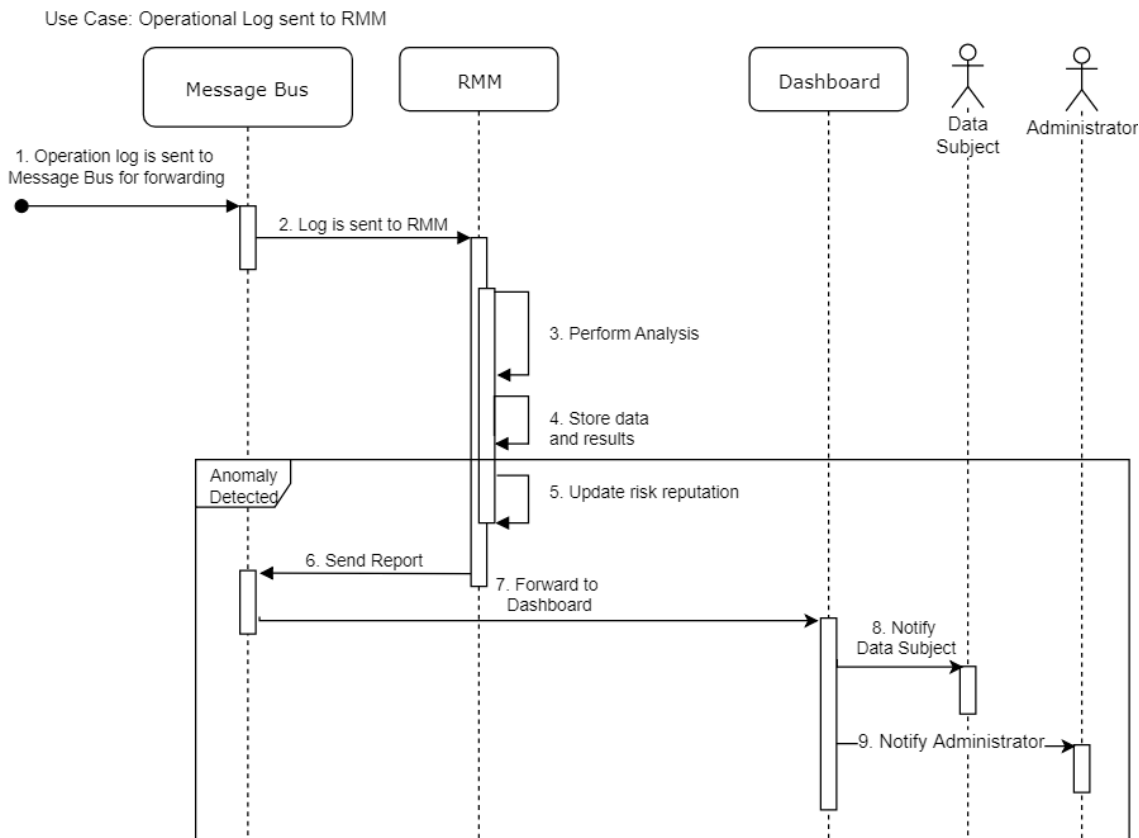 Use Case: Operational Log sent to RMM
Message Bus
RMM
Dashboard
Data
Subject
Administrator
1. Operation log is sent to
Message Bus for forwarding
2. Log is sent to RMM
3. Perform Analysis
4. Store data
and results
Anomaly
Detected
5. Update risk reputation
6. Send Report
7. Forward to
Dashboard
8. Notify
Data Subject
9. Notify Administrator